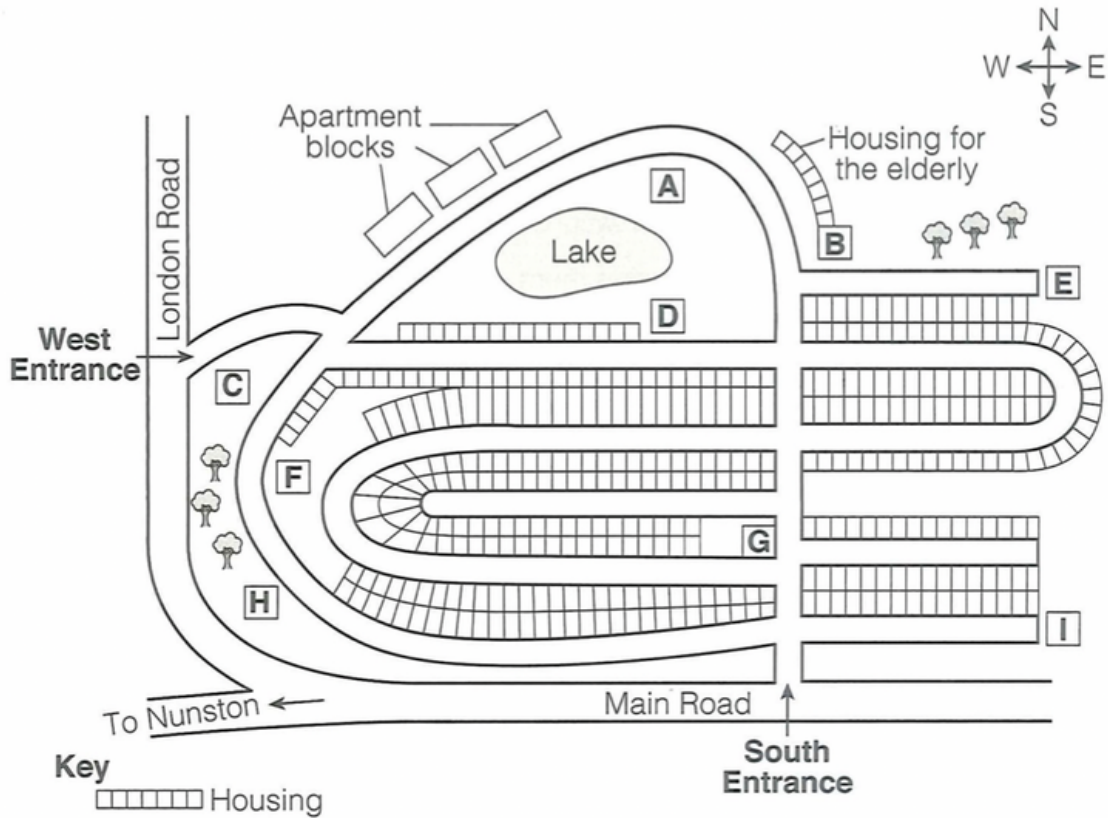 N
W E
S
Apartment
blocks
Housing for
the elderly
A
London Road
Lake
B
E
West
Entrance
D
C
F
G
H
I
To Nunston
Main Road
South
Entrance
Key
Housing